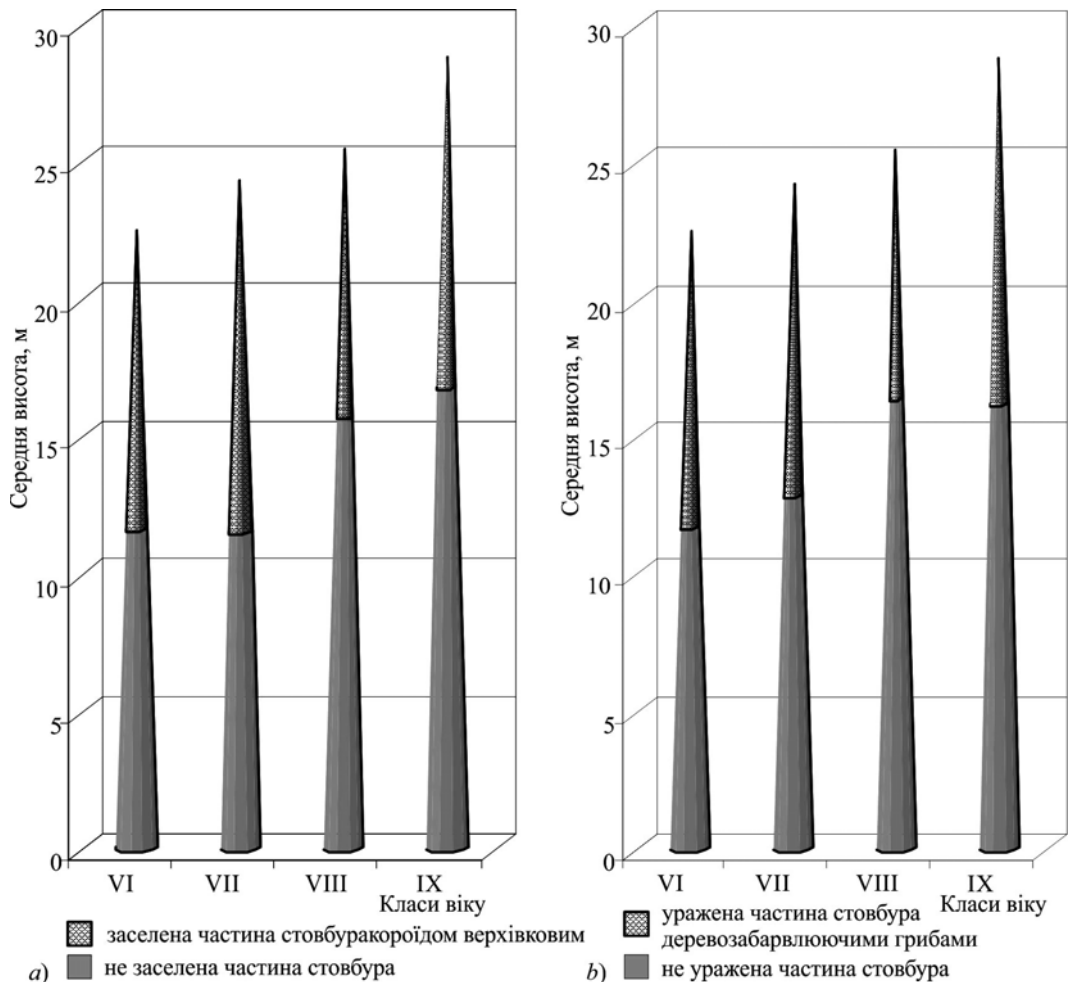 Середня висота, м
30
25
20
15
10
5
0
VI VII VIII IX
Класи віку
заселена частина стовбуракороїдом верхівковим
а) не заселена частина стовбура
Середня висота, м
30
25
20
15
10
5
0
VI VII VIII IX
Класи віку
уражена частина стовбура
деревозабарвлюючими грибами
b) не уражена частина стовбура